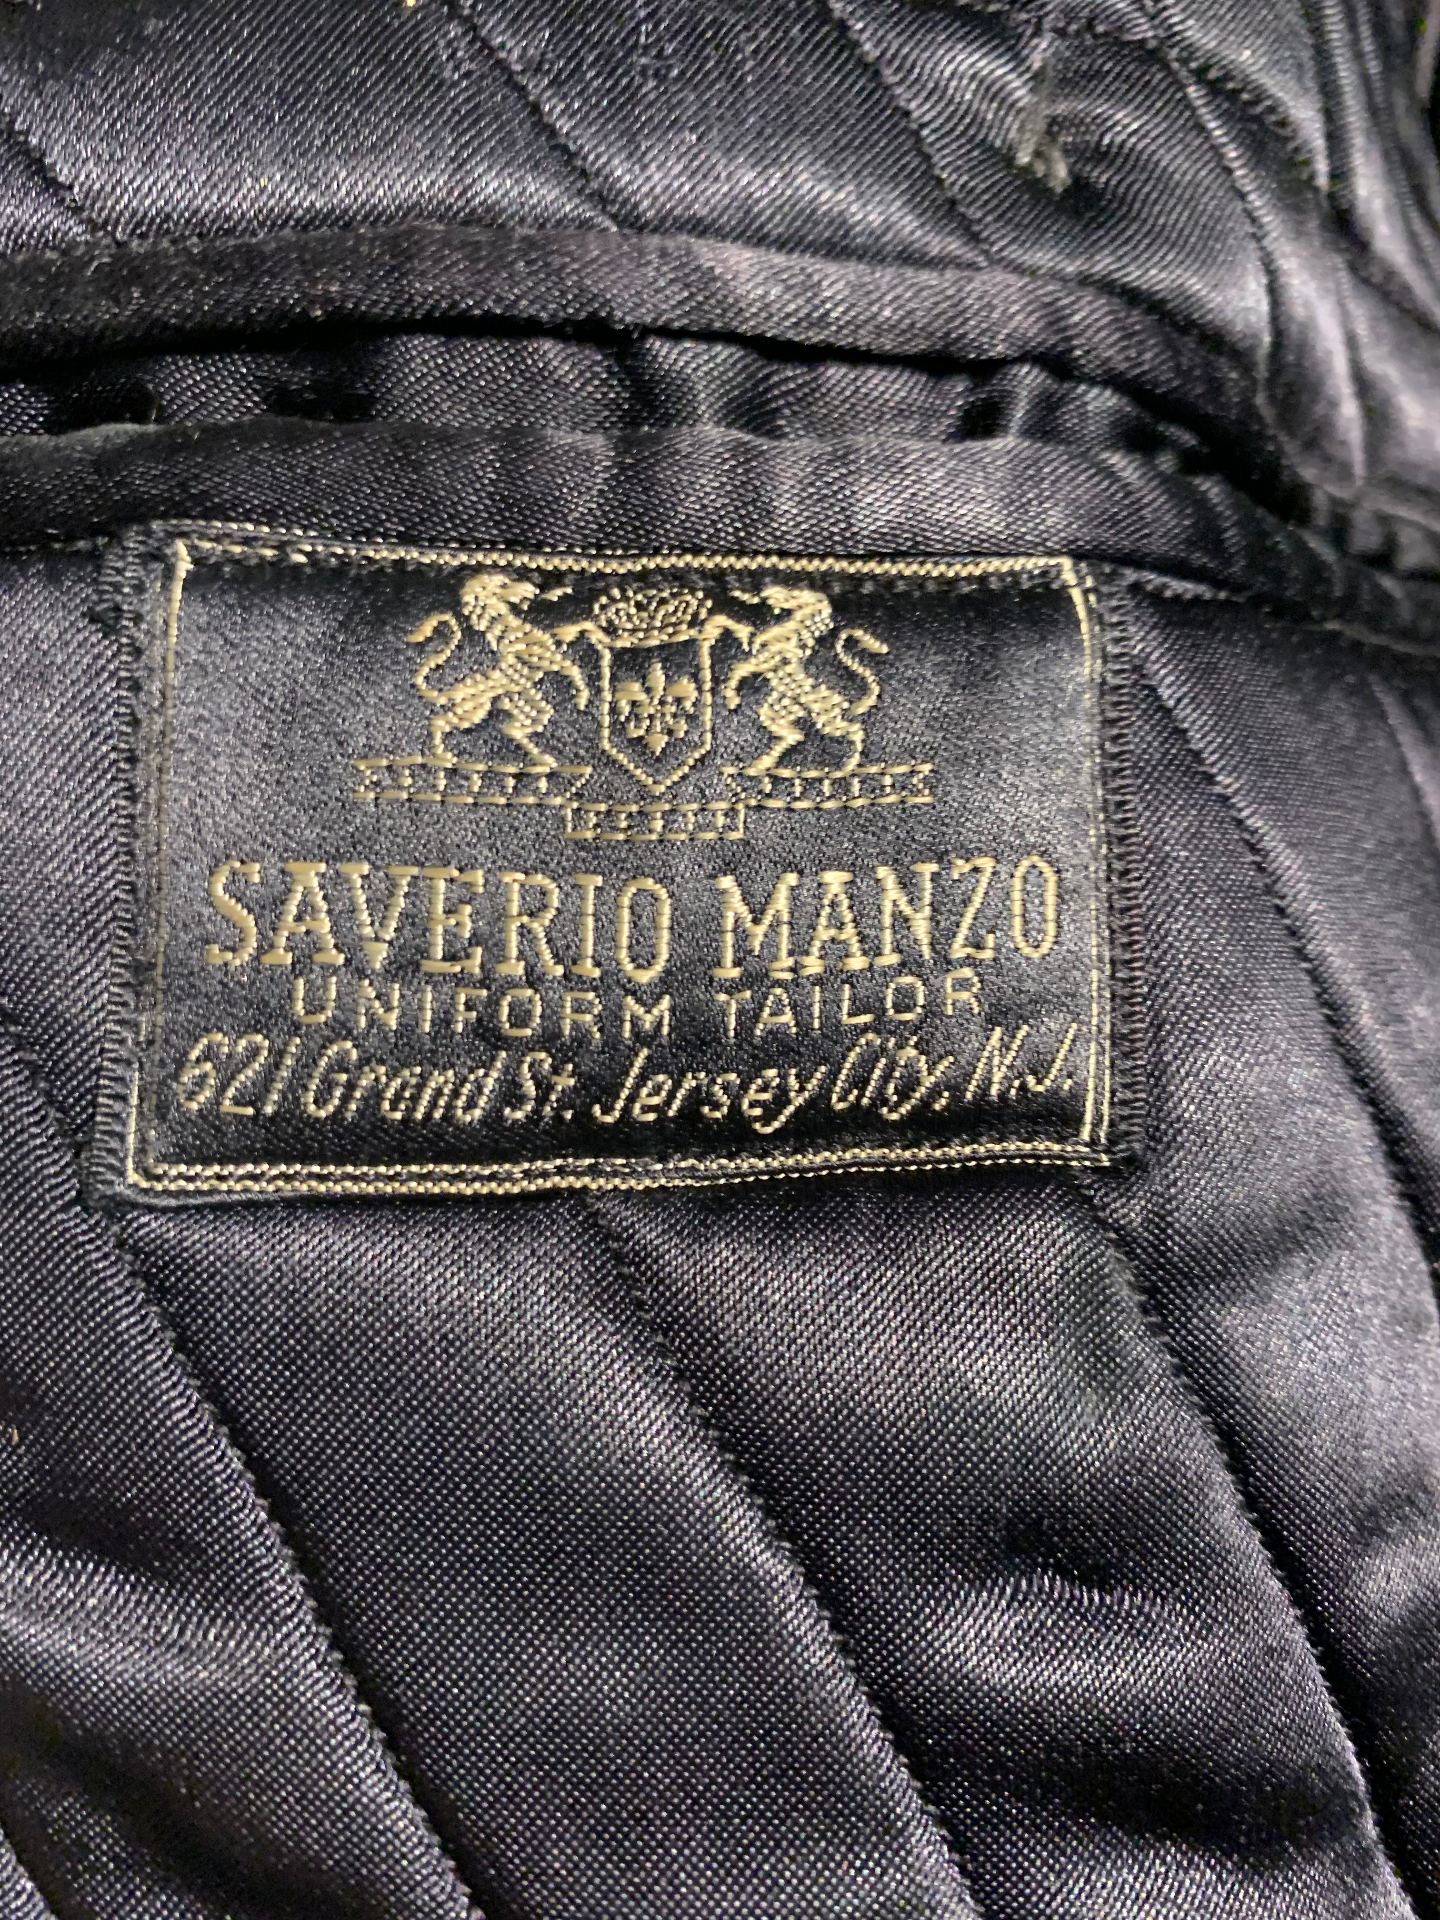 SAVERIO MANZO
UNIFORM TAILOR
621 Grand St. Jersey City, N.J.